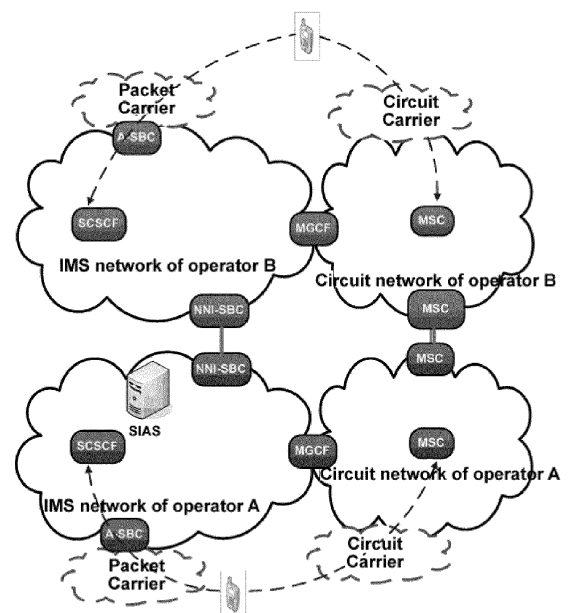 Packet
Carrier
Circuit
Carrier
A-SBC
SCSCF
MSC
MGCF
IMS network of operator B
Circuit network of operator B
NNI-SBC
MSC
NNI-SBC
MSC
SIAS
SCSCF
MSC
MGCF
Circuit network of operator A
IMS network of operator A
A-SBC
Circuit
Carrier
Packet
Carrier